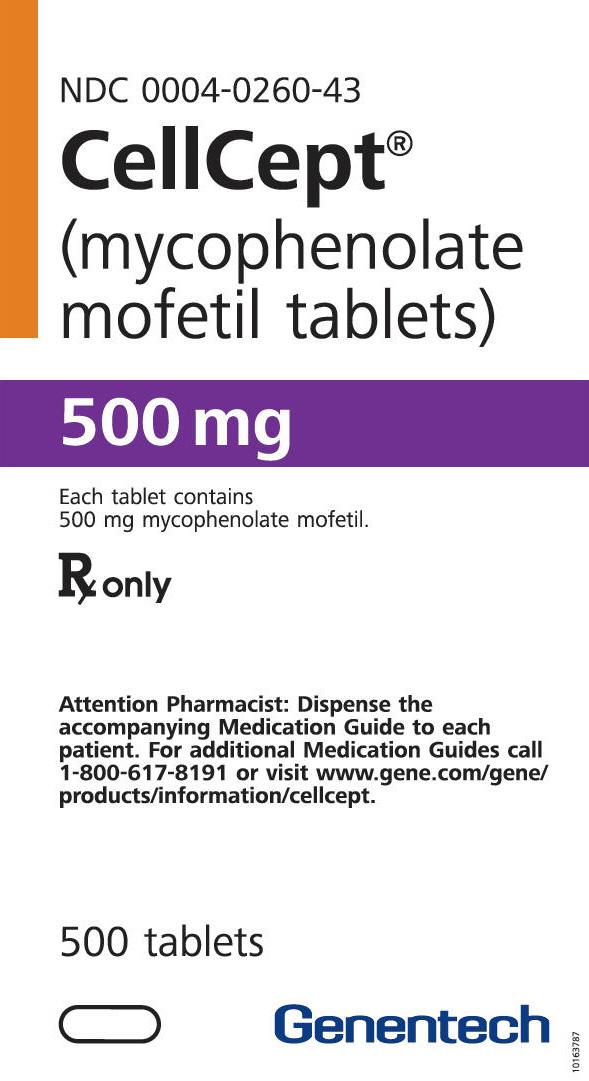 NDC 0004-0260-43
CellCept®
(mycophenolate
mofetil tablets)
500 mg
Each tablet contains
500 mg mycophenolate mofetil.
Rx only
Attention Pharmacist: Dispense the
accompanying Medication Guide to each
patient. For additional Medication Guides call
1-800-617-8191 or visit www.gene.com/gene/
products/information/cellcept.
500 tablets
Genentech
10163787